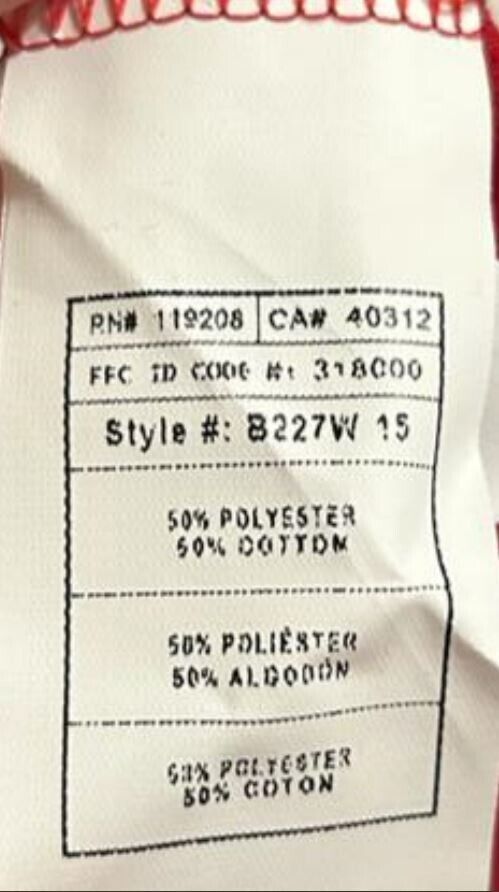 RN# 119208 CA# 40312
FFC ID CODE #: 318000
Style #: 8227W 15
50% POLYESTER
50% COTTON
50% POLIÉSTER
50% ALGODÓN
50% POLYESTER
50% COTON